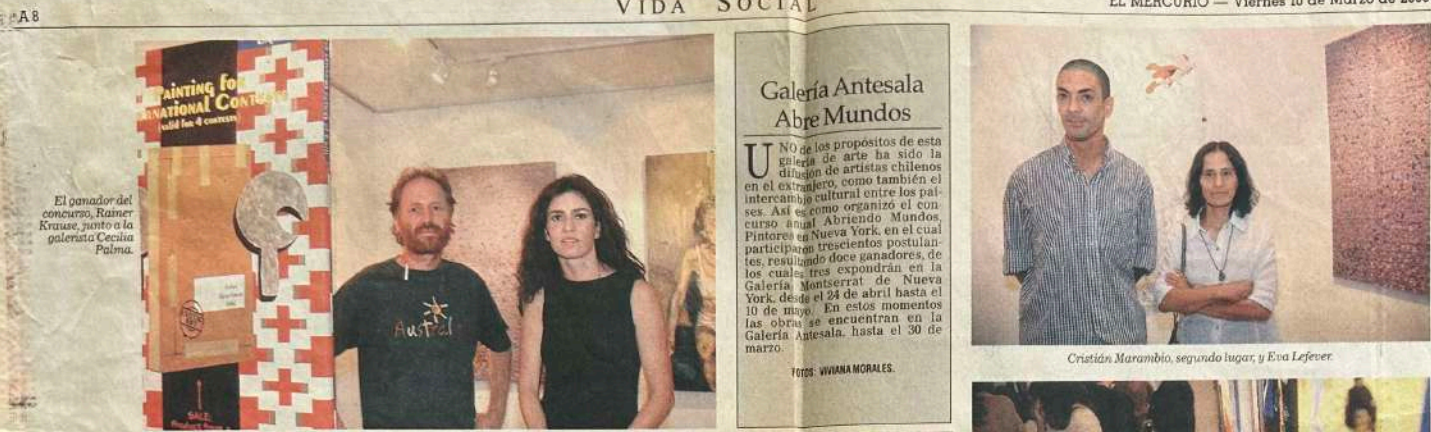 A 8
VIDA SOCIAL
EL MERCURIO — Viernes 10 de Marzo de
PAINTING for
(valid for 4 contests)
SALE
El ganador del
concurso, Rainer
Krause, junto a la
galerista Cecilia
Palma.
Austral
Galería Antesala
Abre Mundos
UNO de los propósitos de esta
galería de arte ha sido la
difusión de artistas chilenos
en el extranjero, como también el
intercambio cultural entre los paí-
ses. Así es como organizó el con-
curso anual Abriendo Mundos,
Pintores en Nueva York, en el cual
participaron trescientos postulan-
tes, resultando doce ganadores, de
los cuales tres expondrán en la
Galería Montserrat de Nueva
York, desde el 24 de abril hasta el
10 de mayo. En estos momentos
las obras se encuentran en la
Galería Antesala, hasta el 30 de
marzo.
FOTOS: VIVIANA MORALES.
Cristián Marambio, segundo lugar, y Eva Lefever.